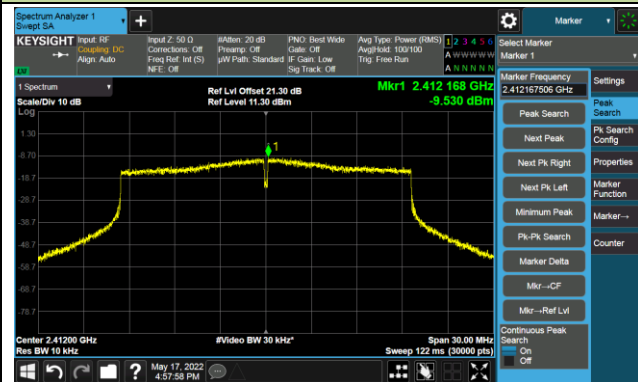 Spectrum Analyzer 1
Swept SA
Marker
KEYSIGHT
Input: RF
Coupling: DC
Align: Auto
Input Z: 50 Ω
Corrections: Off
Freq Ref: Int (S)
NFE: Off
#Atten: 20 dB
Preamp: Off
µW Path: Standard
PNO: Best Wide
Gate: Off
IF Gain: Low
Sig Track: Off
Avg Type: Power (RMS)
Avg|Hold: 100/100
Trig: Free Run
1 2 3 4 5 6
A W W W W W
A N N N N N
LXI
Select Marker
Marker 1
1 Spectrum
Scale/Div 10 dB
Log
Ref Lvl Offset 21.30 dB
Ref Level 11.30 dBm
Mkr1 2.412 168 GHz
-9.530 dBm
1
1.30
-8.70
-18.7
-28.7
-38.7
-48.7
-58.7
-68.7
-78.7
Center 2.41200 GHz
Res BW 10 kHz
#Video BW 30 kHz*
Span 30.00 MHz
Sweep 122 ms (30000 pts)
Marker Frequency
2.412167506 GHz
Peak Search
Next Peak
Next Pk Right
Next Pk Left
Minimum Peak
Pk-Pk Search
Marker Delta
Mkr→CF
Mkr→Ref Lvl
Continuous Peak
Search
On
Off
Settings
Peak
Search
Pk Search
Config
Properties
Marker
Function
Marker→
Counter
?
May 17, 2022
4:57:58 PM